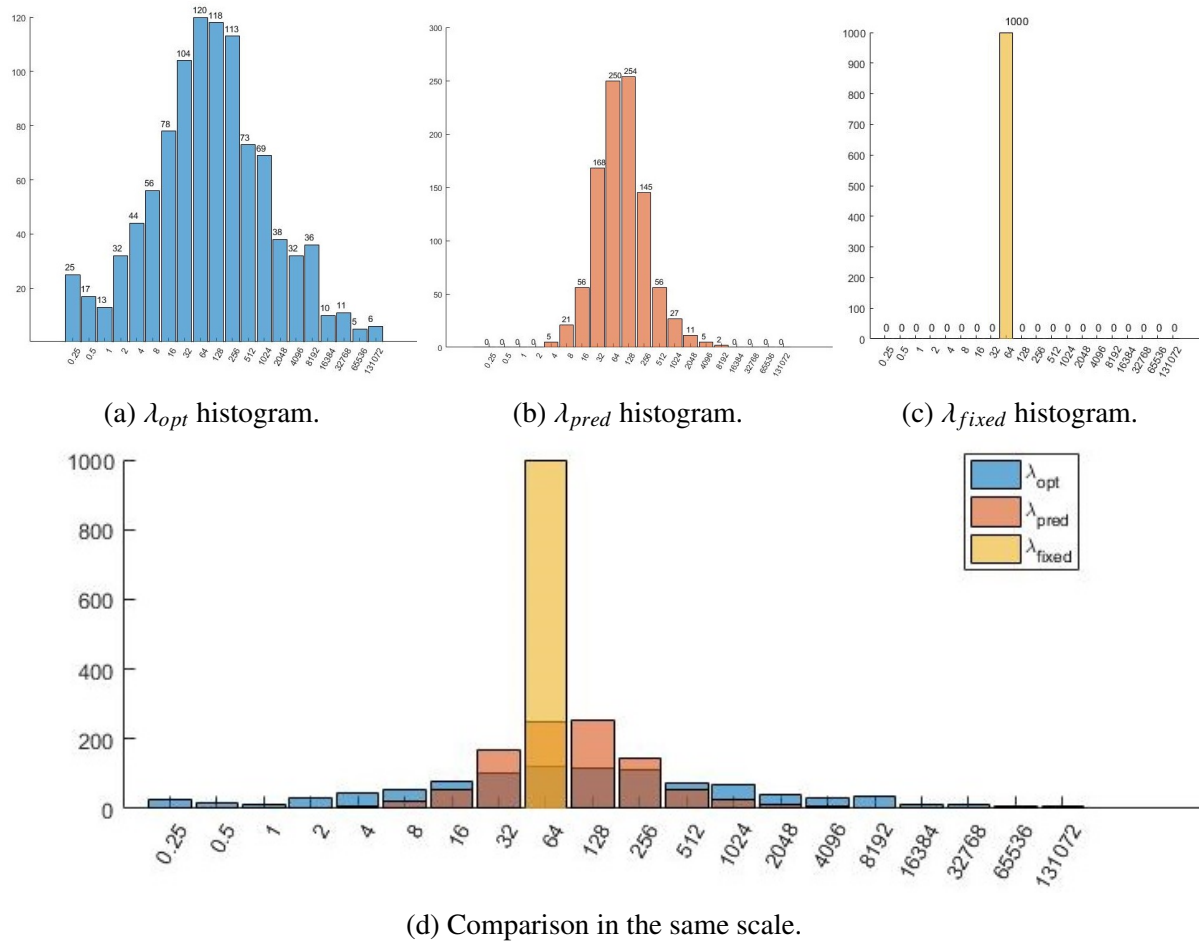 120
100
80
60
40
20
25 17 13 32 44 56 78 104 120 118 113 73 69 38 32 36 10 11 5 6
0.25 0.5 1 2 4 8 16 32 64 128 256 512 1024 2048 4096 8192 16384 32768 65536 131072
(a) λopt histogram.
300
250
200
150
100
50
0
0 0 0 0 5 21 56 168 250 254 145 56 27 11 5 2 0 0 0 0
0.25 0.5 1 2 4 8 16 32 64 128 256 512 1024 2048 4096 8192 16384 32768 65536 131072
(b) λpred histogram.
1000
900
800
700
600
500
400
300
200
100
0
0 0 0 0 0 0 0 0 1000 0 0 0 0 0 0 0 0 0 0 0
0.25 0.5 1 2 4 8 16 32 64 128 256 512 1024 2048 4096 8192 16384 32768 65536 131072
(c) λfixed histogram.
1000
800
600
400
200
0
0.25 0.5 1 2 4 8 16 32 64 128 256 512 1024 2048 4096 8192 16384 32768 65536 131072
λopt
λpred
λfixed
(d) Comparison in the same scale.